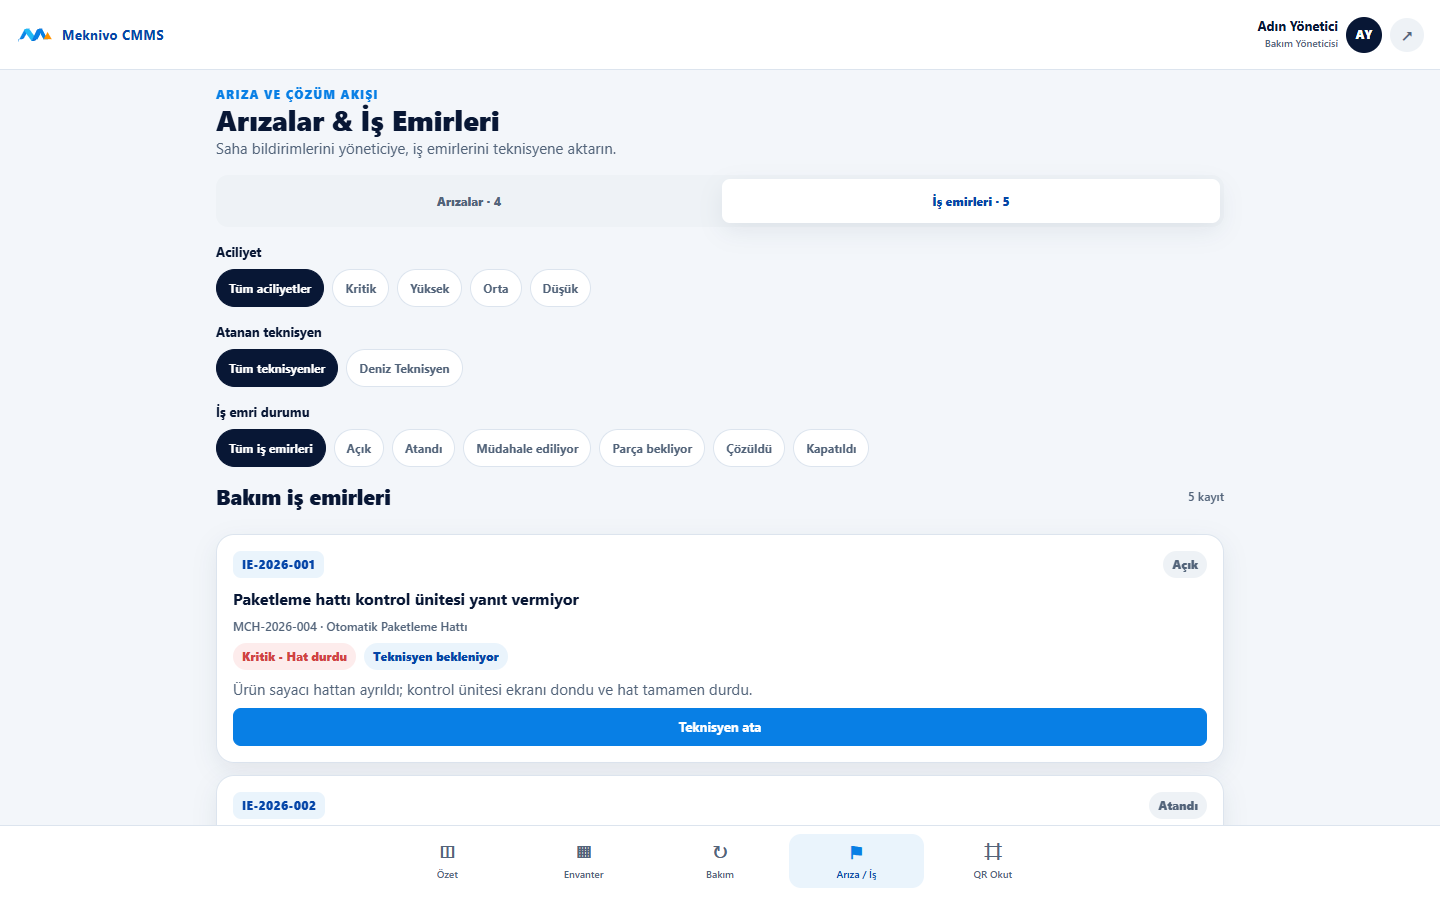 Meknivo CMMS
Adın Yönetici
Bakım Yöneticisi
AY
ARIZA VE ÇÖZÜM AKIŞI
Arızalar & İş Emirleri
Saha bildirimlerini yöneticiye, iş emirlerini teknisyene aktarın.
Arızalar · 4
İş emirleri · 5
Aciliyet
Tüm aciliyetler
Kritik
Yüksek
Orta
Düşük
Atanan teknisyen
Tüm teknisyenler
Deniz Teknisyen
İş emri durumu
Tüm iş emirleri
Açık
Atandı
Müdahale ediliyor
Parça bekliyor
Çözüldü
Kapatıldı
Bakım iş emirleri
5 kayıt
IE-2026-001
Açık
Paketleme hattı kontrol ünitesi yanıt vermiyor
MCH-2026-004 · Otomatik Paketleme Hattı
Kritik - Hat durdu
Teknisyen bekleniyor
Ürün sayacı hattan ayrıldı; kontrol ünitesi ekranı dondu ve hat tamamen durdu.
Teknisyen ata
IE-2026-002
Atandı
Özet
Envanter
Bakım
Arıza / İş
QR Okut